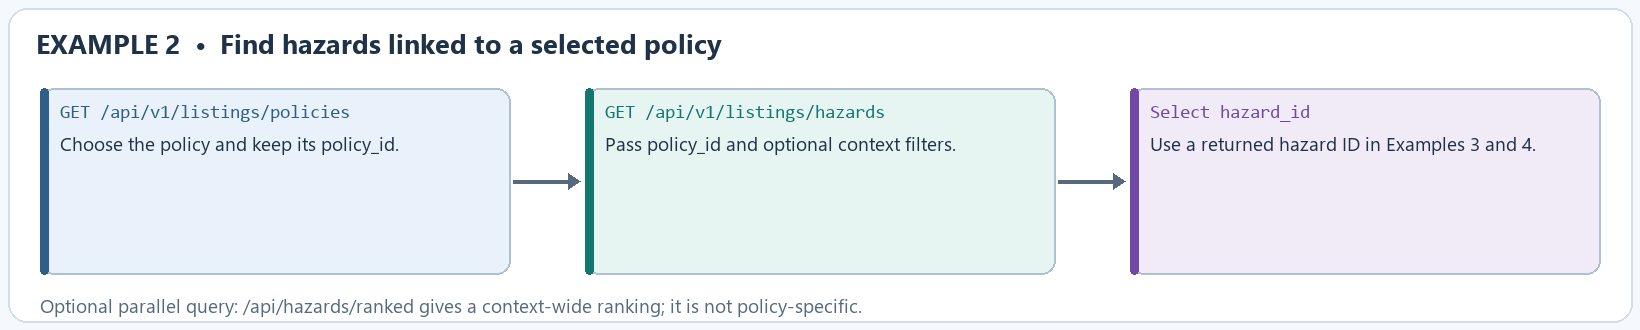 EXAMPLE 2 • Find hazards linked to a selected policy
GET /api/v1/listings/policies
Choose the policy and keep its policy_id.
GET /api/v1/listings/hazards
Pass policy_id and optional context filters.
Select hazard_id
Use a returned hazard ID in Examples 3 and 4.
Optional parallel query: /api/hazards/ranked gives a context-wide ranking; it is not policy-specific.